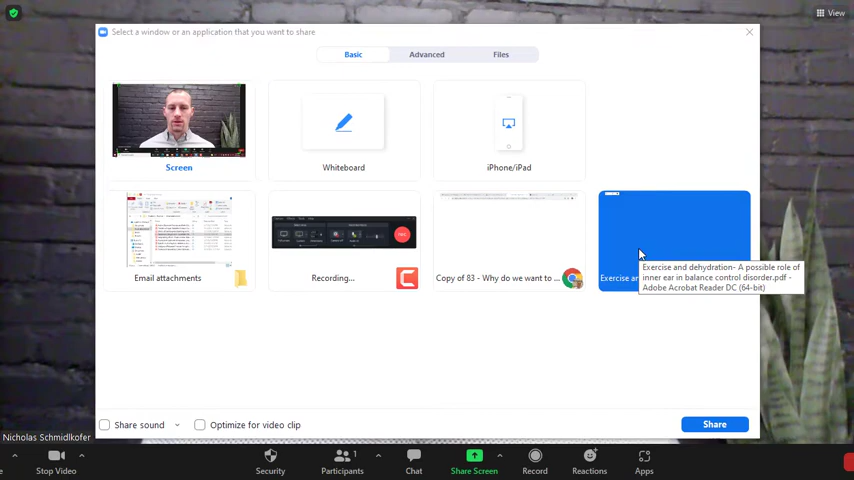 View
Select a window or an application that you want to share
Basic
Advanced
Files
Screen
Whiteboard
iPhone/iPad
Email attachments
Recording...
Copy of 83 - Why do we want to ...
Exercise an
Exercise and dehydration- A possible role of
inner ear in balance control disorder.pdf -
Adobe Acrobat Reader DC (64-bit)
Share sound
Optimize for video clip
Share
Nicholas Schmidlkofer
Stop Video
Security
1
Participants
Chat
Share Screen
Record
Reactions
Apps